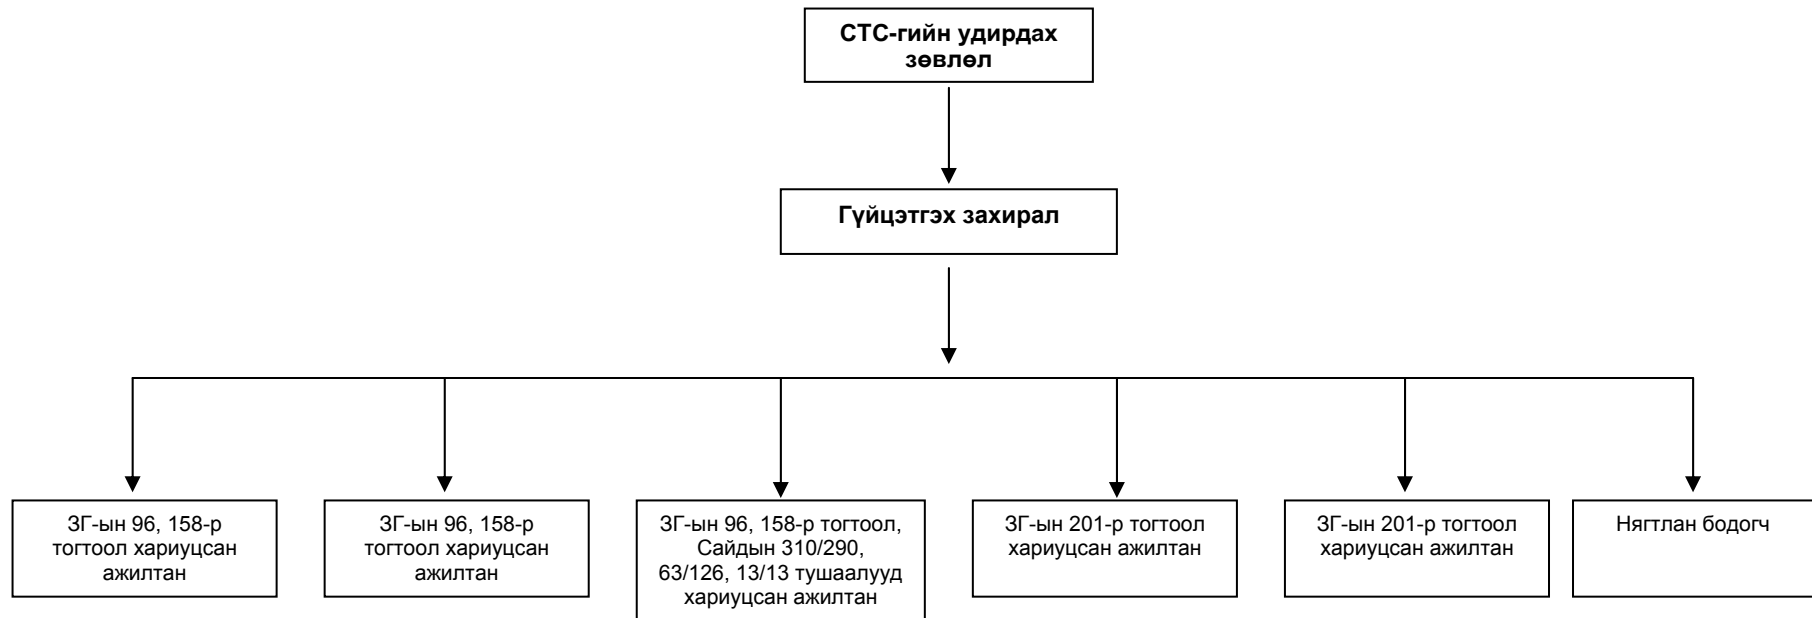 СТС-гийн удирдах
зөвлөл
Гүйцэтгэх захирал
ЗГ-ын 96, 158-р
тогтоол хариуцсан
ажилтан
ЗГ-ын 96, 158-р
тогтоол хариуцсан
ажилтан
ЗГ-ын 96, 158-р тогтоол,
Сайдын 310/290,
63/126, 13/13 тушаалууд
хариуцсан ажилтан
ЗГ-ын 201-р тогтоол
хариуцсан ажилтан
ЗГ-ын 201-р тогтоол
хариуцсан ажилтан
Нягтлан бодогч